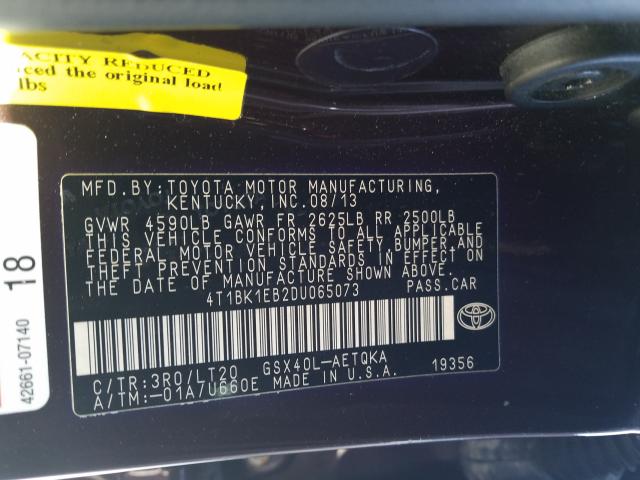 ACITY REDUCED
ced the original load
lbs
18
42661-07140
MFD. BY: TOYOTA MOTOR MANUFACTURING,
KENTUCKY, INC. 08/13
GVWR 4590LB GAWR FR 2625LB RR 2500LB
THIS VEHICLE CONFORMS TO ALL APPLICABLE
FEDERAL MOTOR VEHICLE SAFETY, BUMPER, AND
THEFT PREVENTION STANDARDS IN EFFECT ON
THE DATE OF MANUFACTURE SHOWN ABOVE.
4T1BK1EB2DU065073 PASS. CAR
C/TR: 3R0/LT20 GSX40L-AETQKA
A/TM: -01A/U660E MADE IN U.S.A. 19356